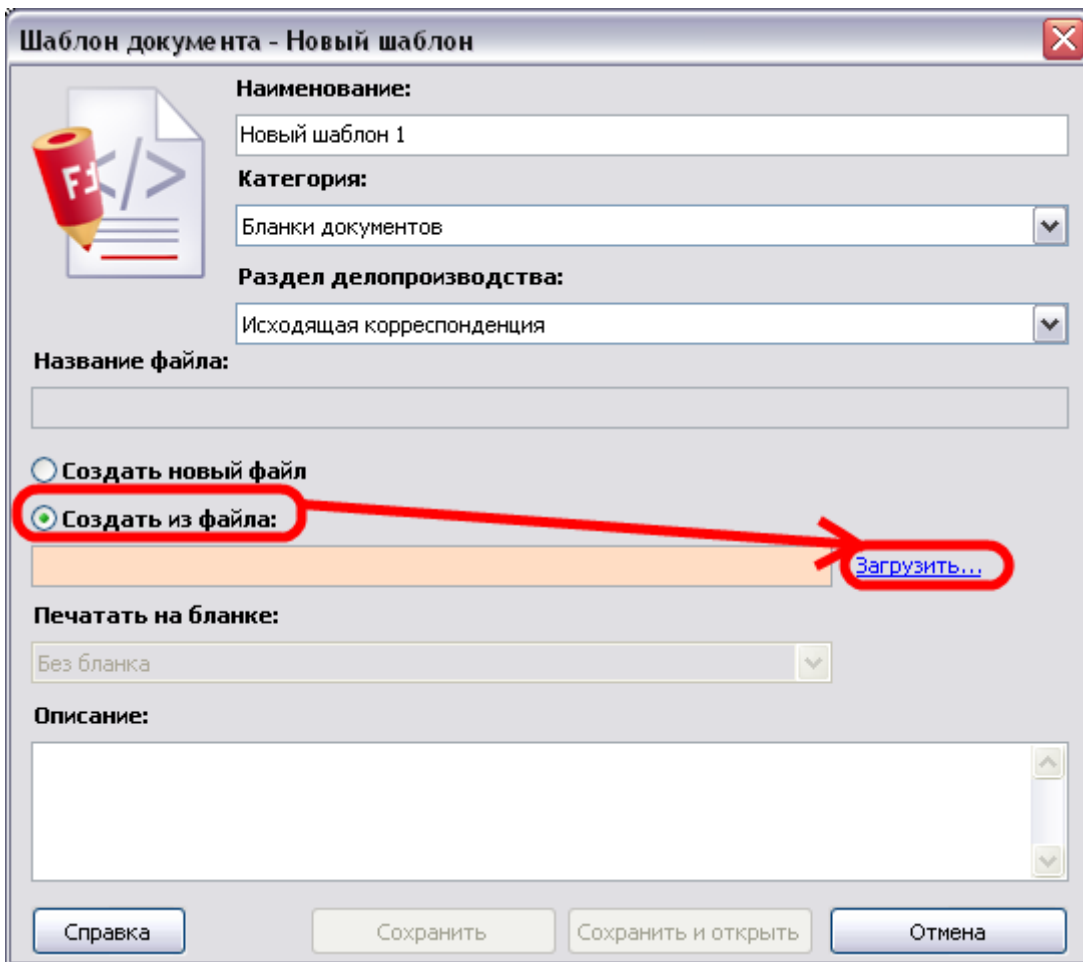 Шаблон документа - Новый шаблон
Наименование:
Новый шаблон 1
Категория:
Бланки документов
Раздел делопроизводства:
Исходящая корреспонденция
Название файла:
Создать новый файл
Создать из файла:
Загрузить...
Печатать на бланке:
Без бланка
Описание:
Справка Сохранить Сохранить и открыть Отмена